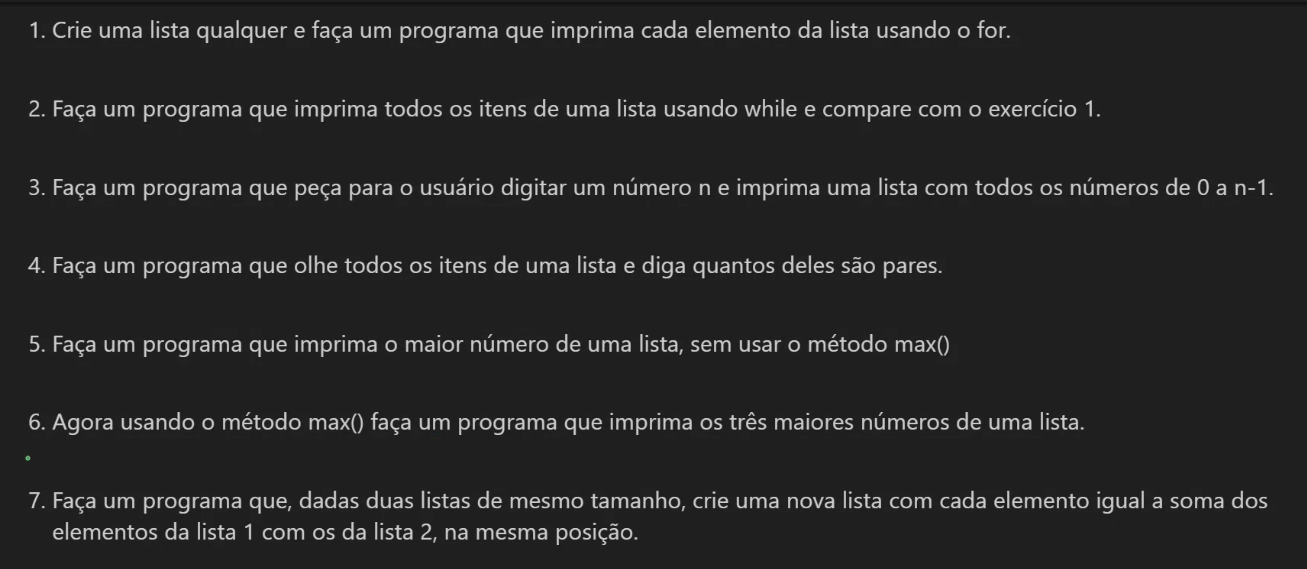 1. Crie uma lista qualquer e faça um programa que imprima cada elemento da lista usando o for.
2. Faça um programa que imprima todos os itens de uma lista usando while e compare com o exercício 1.
3. Faça um programa que peça para o usuário digitar um número n e imprima uma lista com todos os números de 0 a n-1.
4. Faça um programa que olhe todos os itens de uma lista e diga quantos deles são pares.
5. Faça um programa que imprima o maior número de uma lista, sem usar o método max()
6. Agora usando o método max() faça um programa que imprima os três maiores números de uma lista.
7. Faça um programa que, dadas duas listas de mesmo tamanho, crie uma nova lista com cada elemento igual a soma dos
elementos da lista 1 com os da lista 2, na mesma posição.